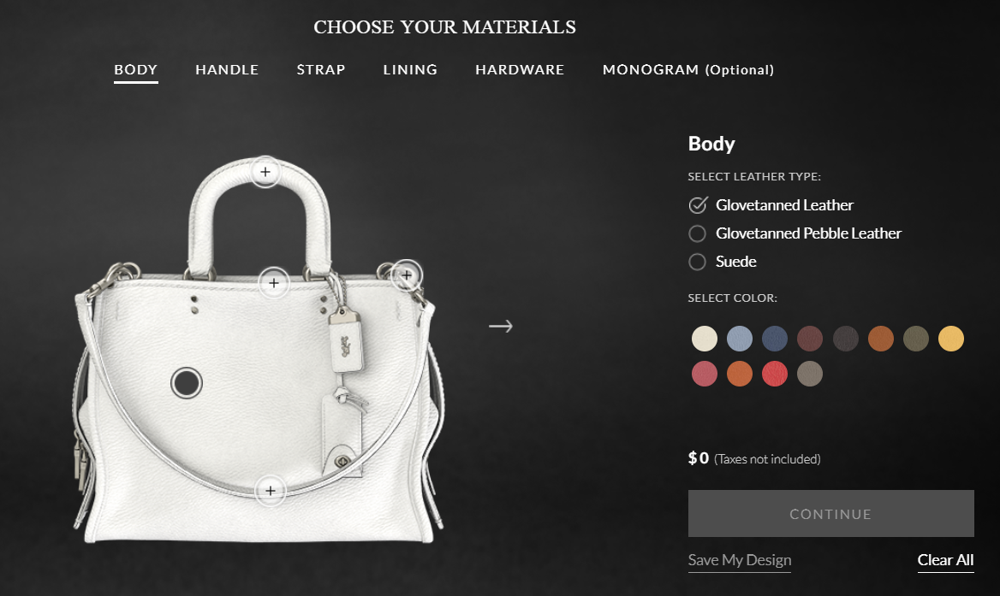 CHOOSE YOUR MATERIALS
BODY HANDLE STRAP LINING HARDWARE MONOGRAM (Optional)
Body
SELECT LEATHER TYPE:
Glovetanned Leather
Glovetanned Pebble Leather
Suede
SELECT COLOR:
$0 (Taxes not included)
CONTINUE
Save My Design
Clear All